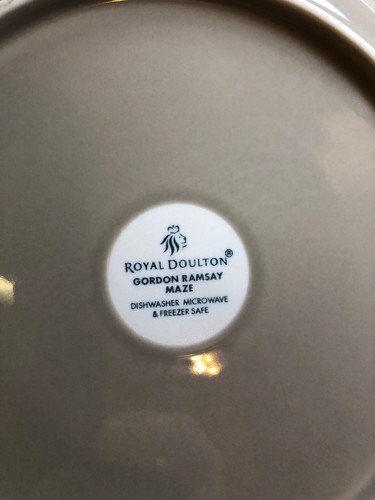 ROYAL DOULTON®
GORDON RAMSAY
MAZE
DISHWASHER MICROWAVE
& FREEZER SAFE